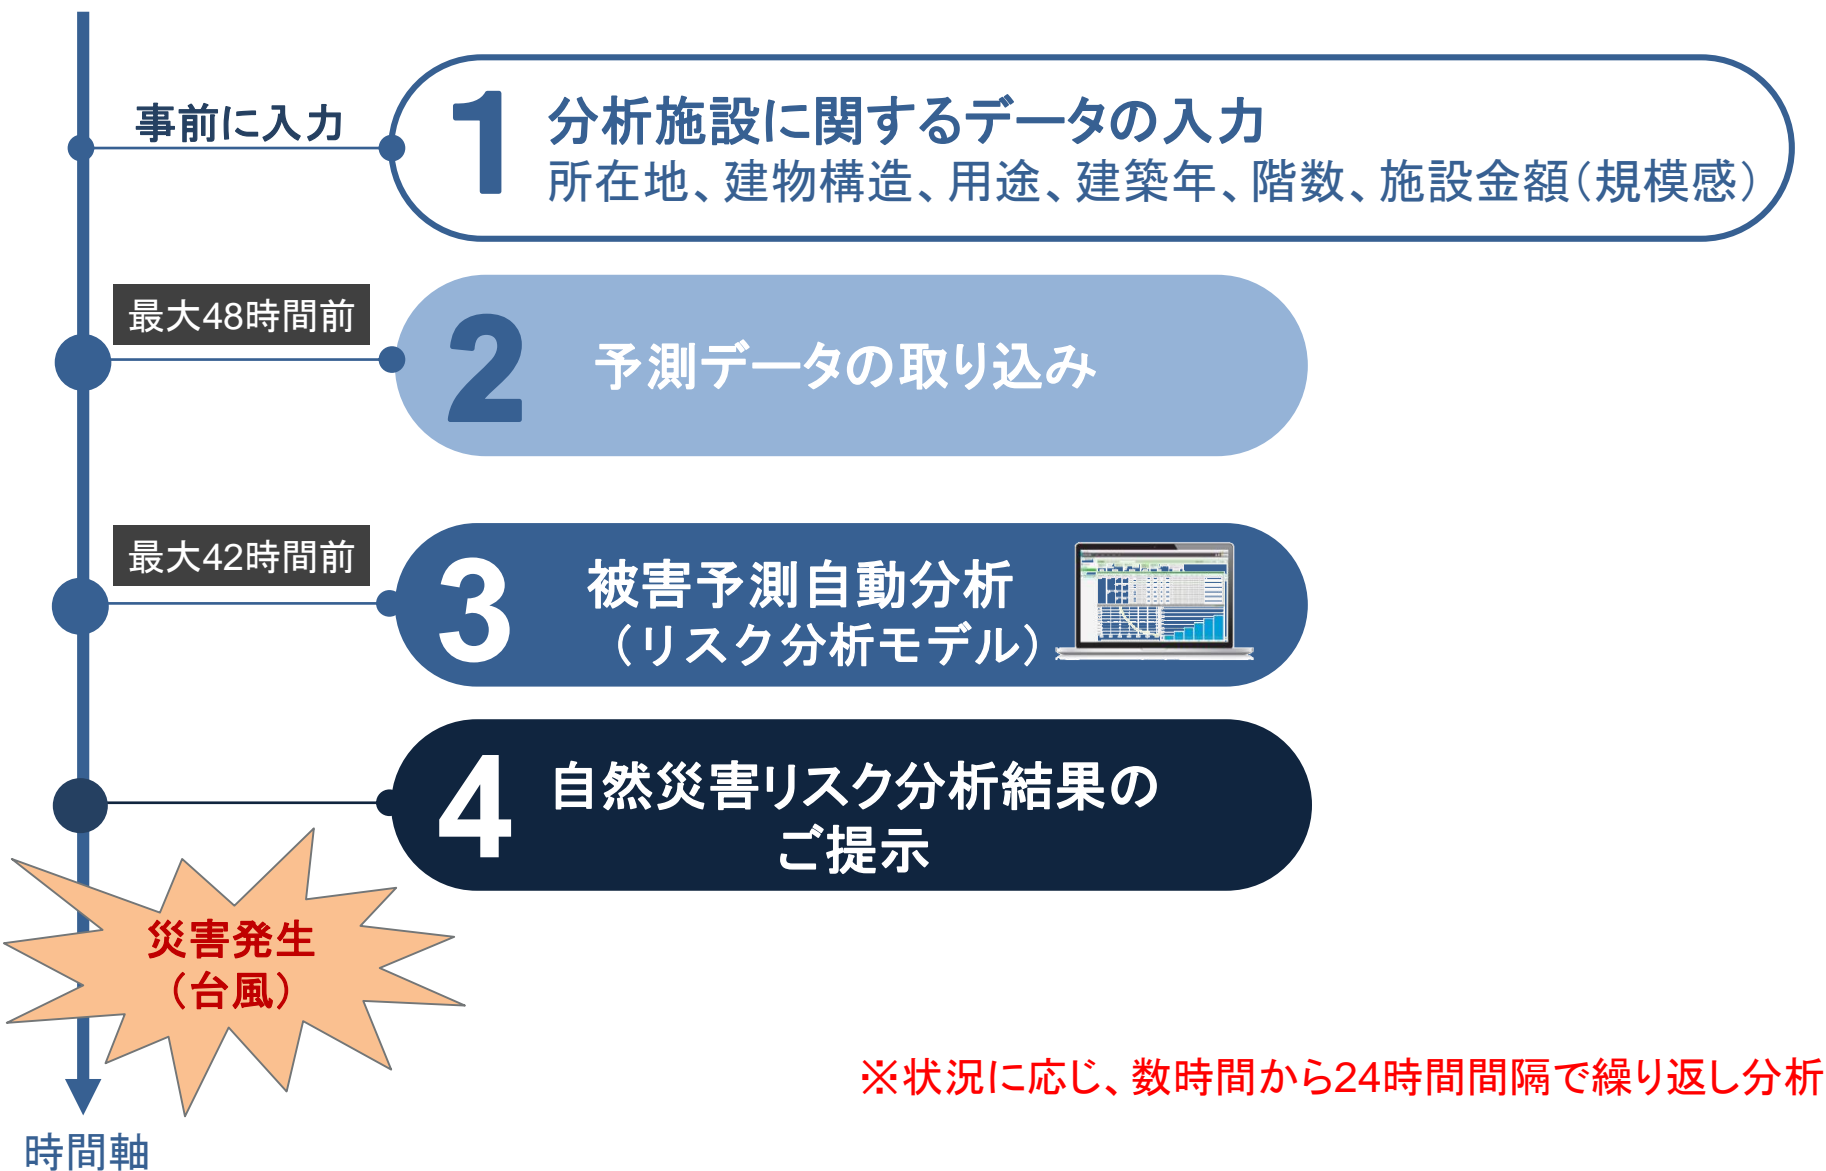 事前に入力
1
分析施設に関するデータの入力
所在地、建物構造、用途、建築年、階数、施設金額（規模感）
最大48時間前
2
予測データの取り込み
最大42時間前
3
被害予測自動分析
（リスク分析モデル）
4
自然災害リスク分析結果の
ご提示
災害発生
（台風）
※状況に応じ、数時間から24時間間隔で繰り返し分析
時間軸